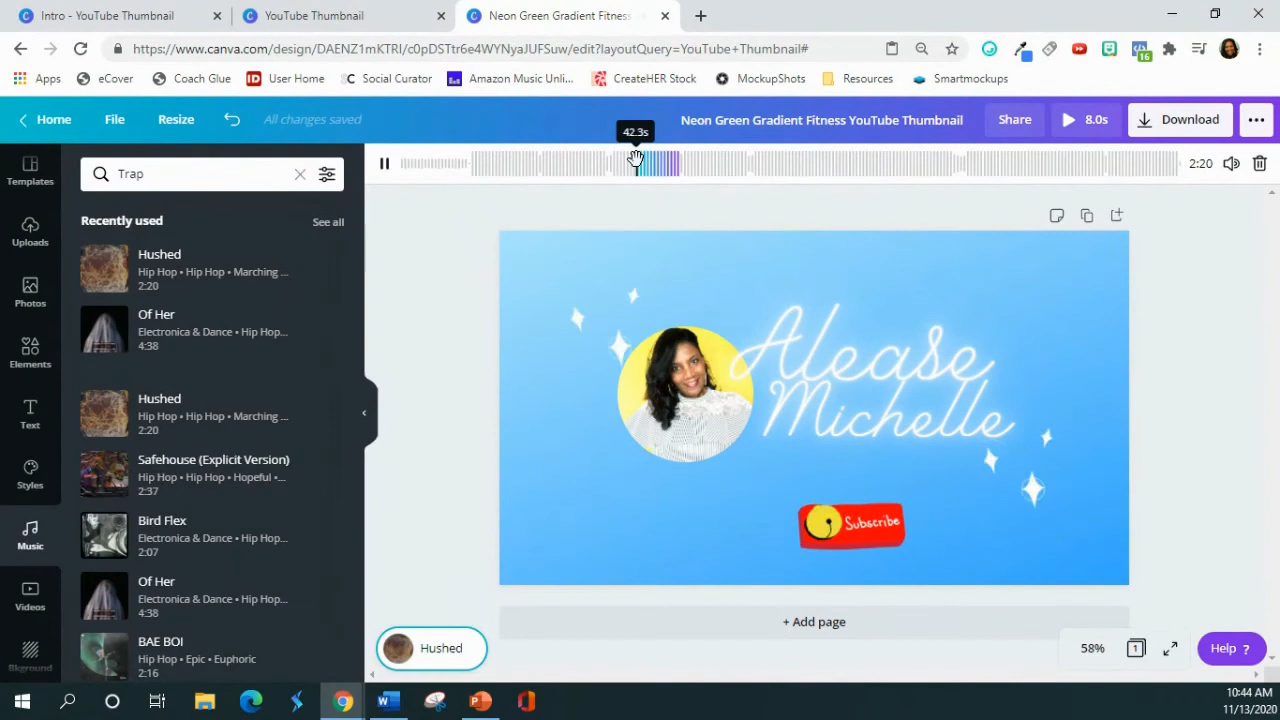 Intro - YouTube Thumbnail
YouTube Thumbnail
Neon Green Gradient Fitness
https://www.canva.com/design/DAENZ1mKTRI/c0pDSTtr6e4WYNyaJUFSuw/edit?layoutQuery=YouTube+Thumbnail#
16
Apps
eCover
Coach Glue
User Home
Social Curator
Amazon Music Unli...
CreateHER Stock
MockupShots
Resources
Smartmockups
Home
File
Resize
All changes saved
Neon Green Gradient Fitness YouTube Thumbnail
Share
8.0s
Download
42.3s
2:20
Templates
Uploads
Photos
Elements
Text
Styles
Music
Videos
Bkground
Trap
Recently used
See all
Hushed
Hip Hop • Hip Hop • Marching ...
2:20
Of Her
Electronica & Dance • Hip Hop...
4:38
Hushed
Hip Hop • Hip Hop • Marching ...
2:20
Safehouse (Explicit Version)
Hip Hop • Hip Hop • Hopeful •...
2:37
Bird Flex
Electronica & Dance • Hip Hop...
2:07
Of Her
Electronica & Dance • Hip Hop...
4:38
BAE BOI
Hip Hop • Epic • Euphoric
2:16
Alease
Michelle
Subscribe
+ Add page
Hushed
58%
1
Help ?
10:44 AM
11/13/2020